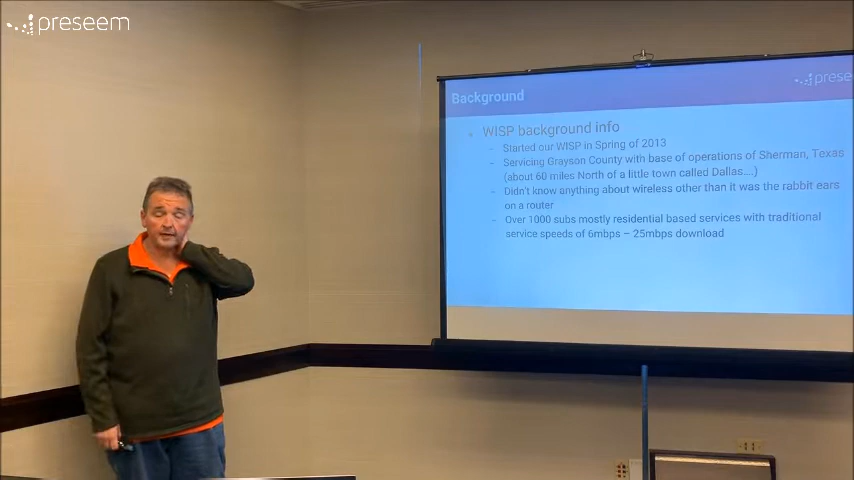 preseem
preseem
Background
WISP background info
Started our WISP in Spring of 2013
Servicing Grayson County with base of operations of Sherman, Texas
(about 60 miles North of a little town called Dallas....)
Didn't know anything about wireless other than it was the rabbit ears
on a router
Over 1000 subs mostly residential based services with traditional
service speeds of 6mbps – 25mbps download